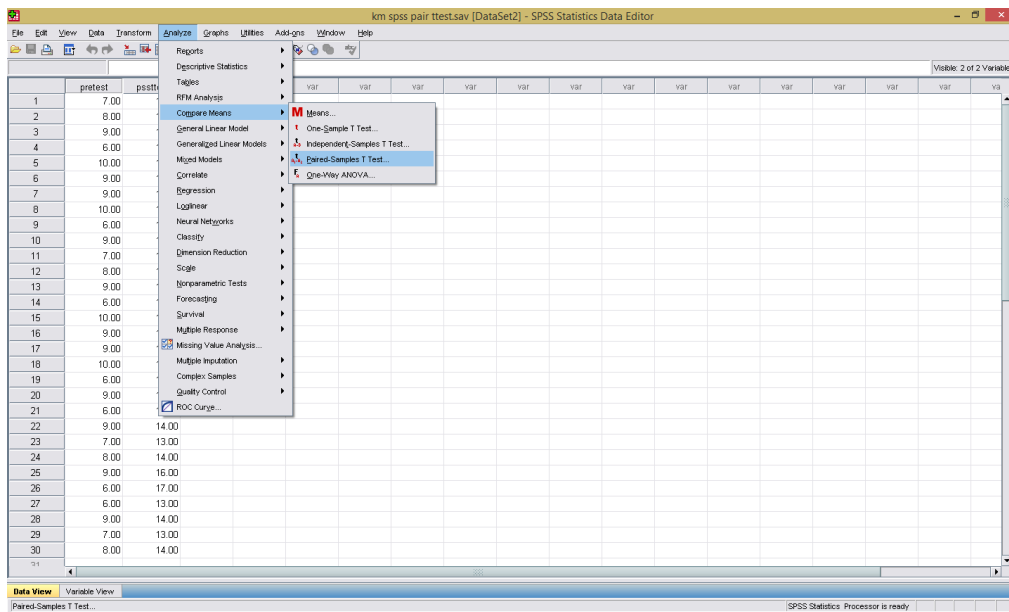 km spss pair ttest.sav [DataSet2] - SPSS Statistics Data Editor
File Edit View Data Transform Analyze Graphs Utilities Add-ons Window Help
Visible: 2 of 2 Variable
pretest psstt var var var var var var var var var va
1 7.00
2 8.00
3 9.00
4 6.00
5 10.00
6 9.00
7 9.00
8 10.00
9 6.00
10 9.00
11 7.00
12 8.00
13 9.00
14 6.00
15 10.00
16 9.00
17 9.00
18 10.00
19 6.00
20 9.00
21 6.00
22 9.00 14.00
23 7.00 13.00
24 8.00 14.00
25 9.00 16.00
26 6.00 17.00
27 6.00 13.00
28 9.00 14.00
29 7.00 13.00
30 8.00 14.00
31
Reports
Descriptive Statistics
Tables
RFM Analysis
Compare Means
General Linear Model
Generalized Linear Models
Mixed Models
Correlate
Regression
Loglinear
Neural Networks
Classify
Dimension Reduction
Scale
Nonparametric Tests
Forecasting
Survival
Multiple Response
Missing Value Analysis...
Multiple Imputation
Complex Samples
Quality Control
ROC Curve...
M Means...
One-Sample T Test...
Independent-Samples T Test...
Paired-Samples T Test...
One-Way ANOVA...
Data View Variable View
Paired-Samples T Test... SPSS Statistics Processor is ready